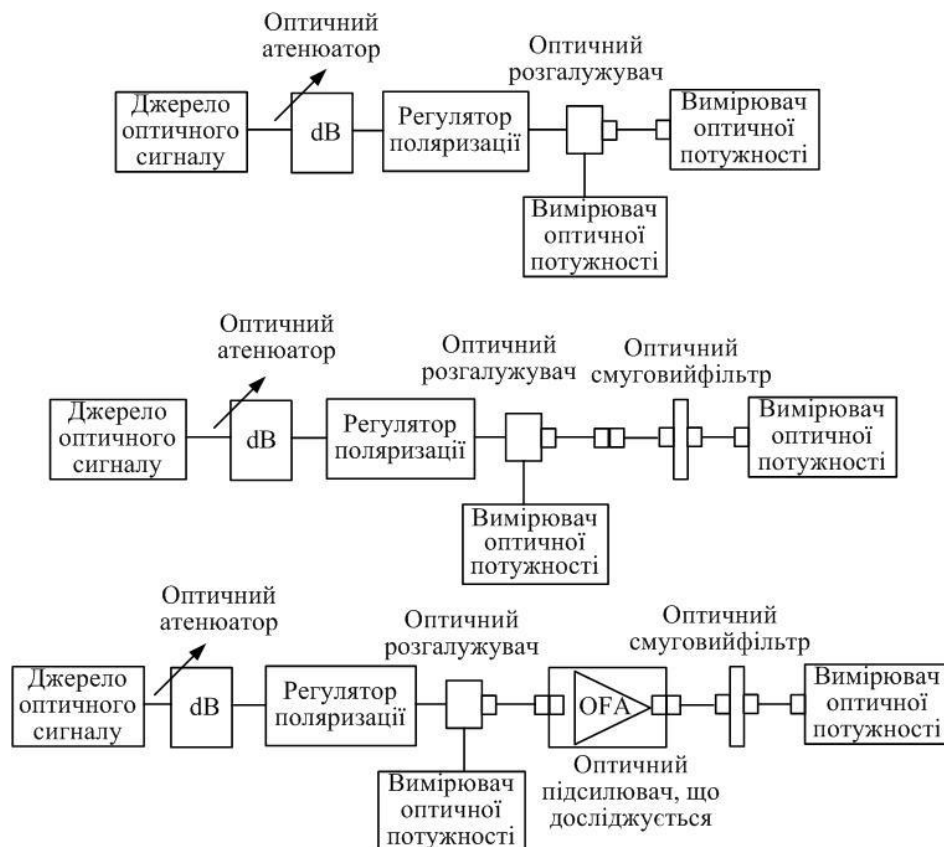 Оптичний
атенюатор
Оптичний
розгалужувач
Джерело
оптичного
сигналу
dB
Регулятор
поляризації
Вимірювач
оптичної
потужності
Вимірювач
оптичної
потужності
Оптичний
атенюатор
Оптичний
розгалужувач
Оптичний
смуговийфільтр
Джерело
оптичного
сигналу
dB
Регулятор
поляризації
Вимірювач
оптичної
потужності
Вимірювач
оптичної
потужності
Оптичний
атенюатор
Оптичний
розгалужувач
Оптичний
смуговийфільтр
Джерело
оптичного
сигналу
dB
Регулятор
поляризації
OFA
Вимірювач
оптичної
потужності
Вимірювач
оптичної
потужності
Оптичний
підсилювач, що
досліджується